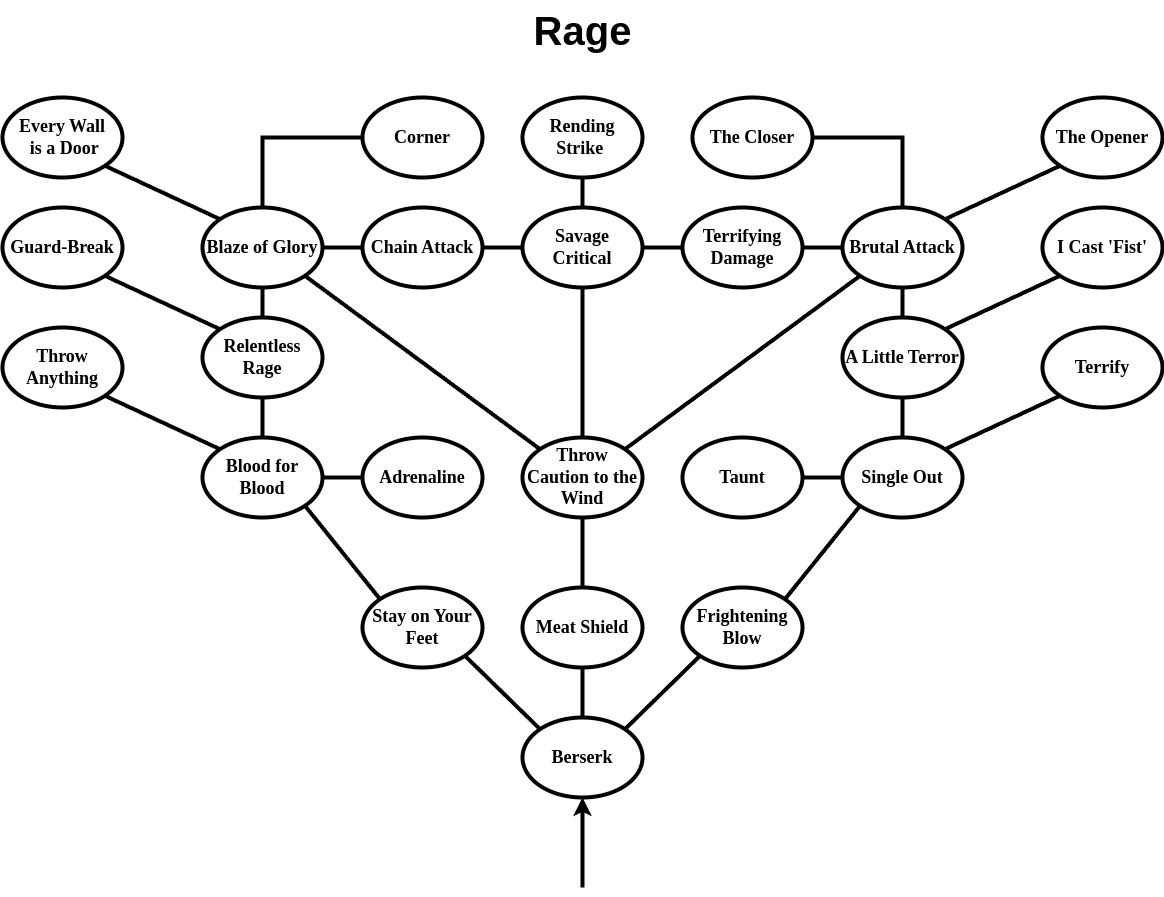 Rage
Every Wall
is a Door
Corner
Rending
Strike
The Closer
The Opener
Guard-Break
Blaze of Glory
Chain Attack
Savage
Critical
Terrifying
Damage
Brutal Attack
I Cast 'Fist'
Throw
Anything
Relentless
Rage
A Little Terror
Terrify
Blood for
Blood
Adrenaline
Throw
Caution to the
Wind
Taunt
Single Out
Stay on Your
Feet
Meat Shield
Frightening
Blow
Berserk